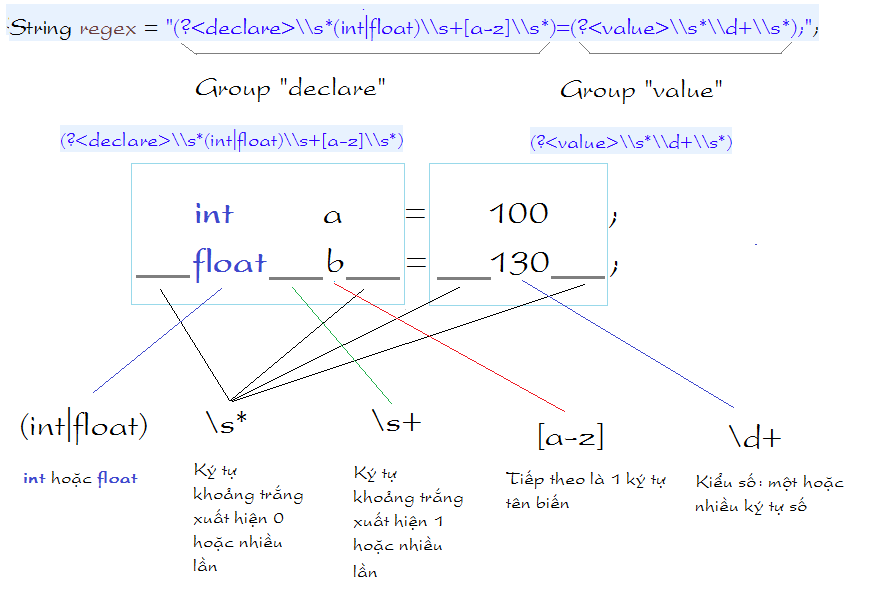 String regex = "(?<declare>\\s*(int|float)\\s+[a-z]\\s*)=(?<value>\\s*\\d+\\s*);";
Group "declare"
Group "value"
(?<declare>\\s*(int|float)\\s+[a-z]\\s*)
(?<value>\\s*\\d+\\s*)
int a = 100 ;
float b = 130 ;
(int|float)
int hoặc float
\s*
Ký tự
khoảng trắng
xuất hiện 0
hoặc nhiều
lần
\s+
Ký tự
khoảng trắng
xuất hiện 1
hoặc nhiều
lần
[a-z]
Tiếp theo là 1 ký tự
tên biến
\d+
Kiểu số: một hoặc
nhiều ký tự số